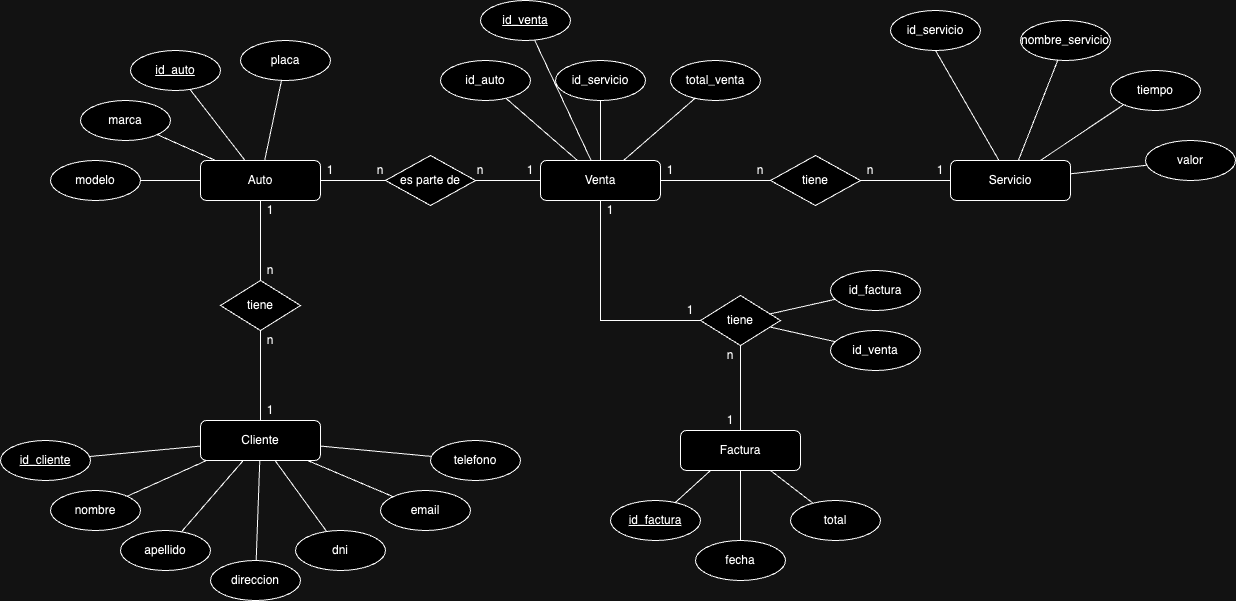 id_venta
id_servicio
nombre_servicio
placa
id_auto
id_auto
id_servicio
total_venta
tiempo
marca
valor
modelo
Auto
1
n
es parte de
n
1
Venta
1
n
tiene
n
1
Servicio
1
1
n
tiene
n
1
id_factura
1
tiene
id_venta
n
1
1
Cliente
Factura
id_cliente
telefono
nombre
email
id_factura
total
apellido
dni
fecha
direccion